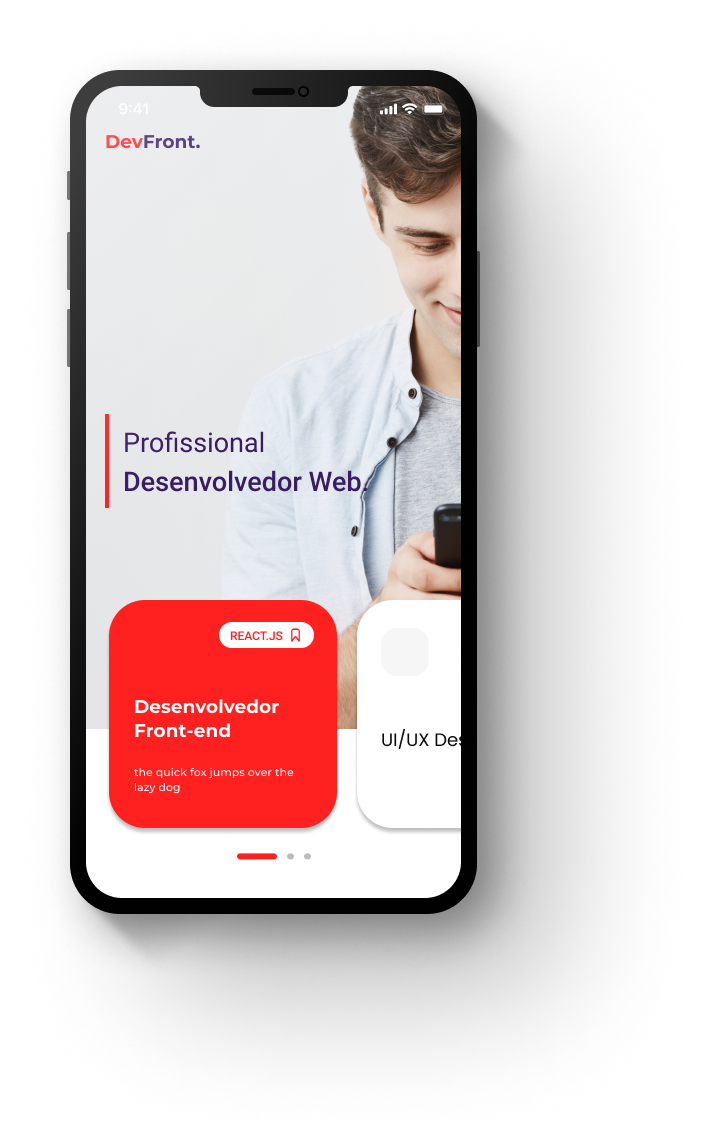 9:41
DevFront.
Profissional
Desenvolvedor Web.
REACT.JS
Desenvolvedor
Front-end
the quick fox jumps over the
lazy dog
UI/UX Des